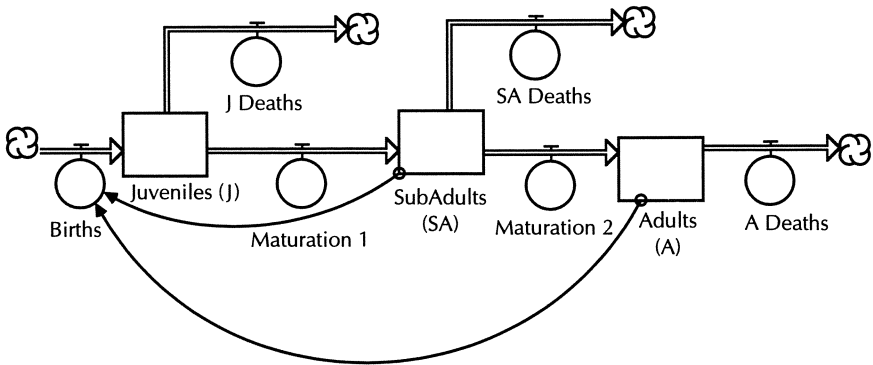 J Deaths
SA Deaths
Juveniles (J)
SubAdults
(SA)
Births
Maturation 1
Maturation 2
Adults
(A)
A Deaths